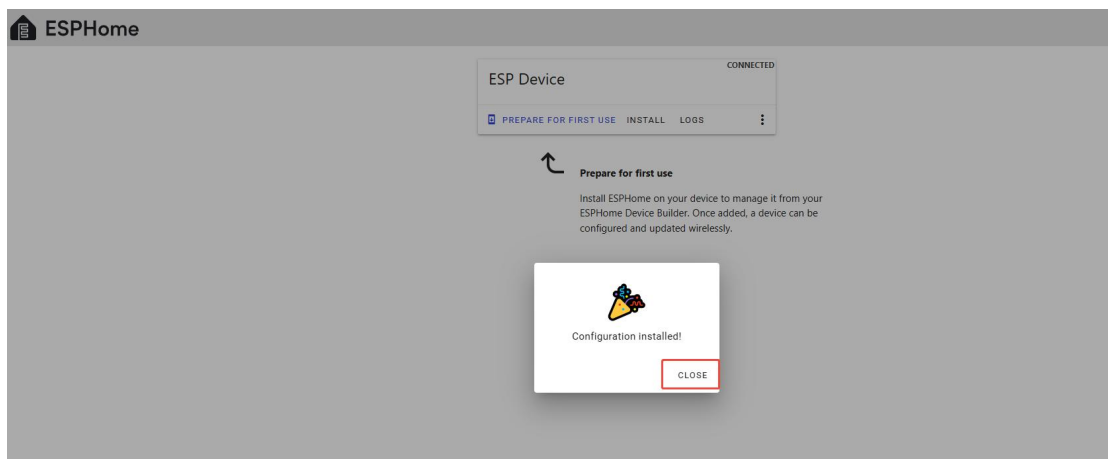 ESPHome
CONNECTED
ESP Device
PREPARE FOR FIRST USE INSTALL LOGS
Prepare for first use
Install ESPHome on your device to manage it from your
ESPHome Device Builder. Once added, a device can be
configured and updated wirelessly.
Configuration installed!
CLOSE